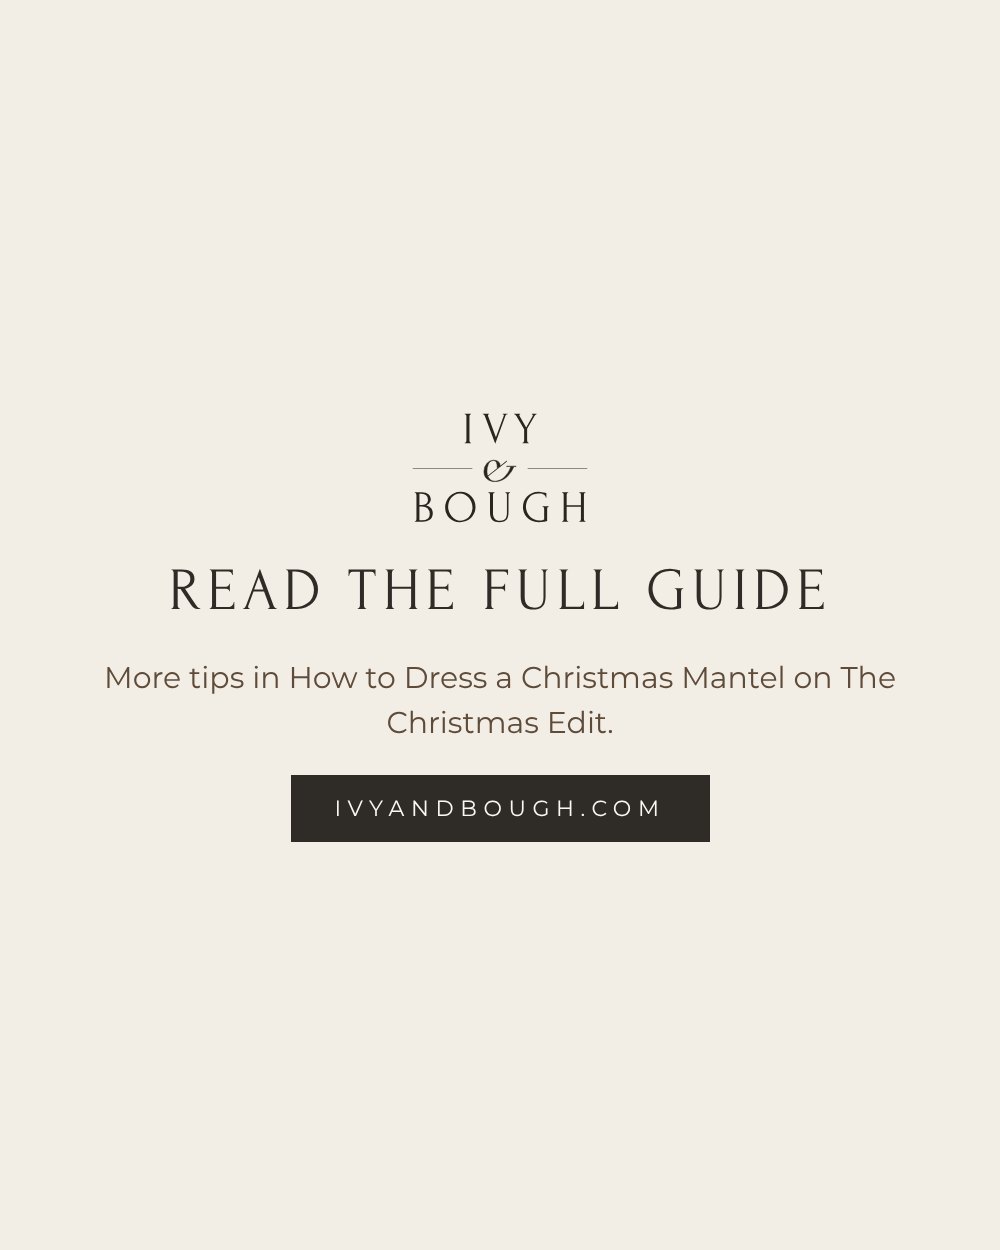 IVY
&
BOUGH
READ THE FULL GUIDE
More tips in How to Dress a Christmas Mantel on The
Christmas Edit.
IVYANDBOUGH.COM